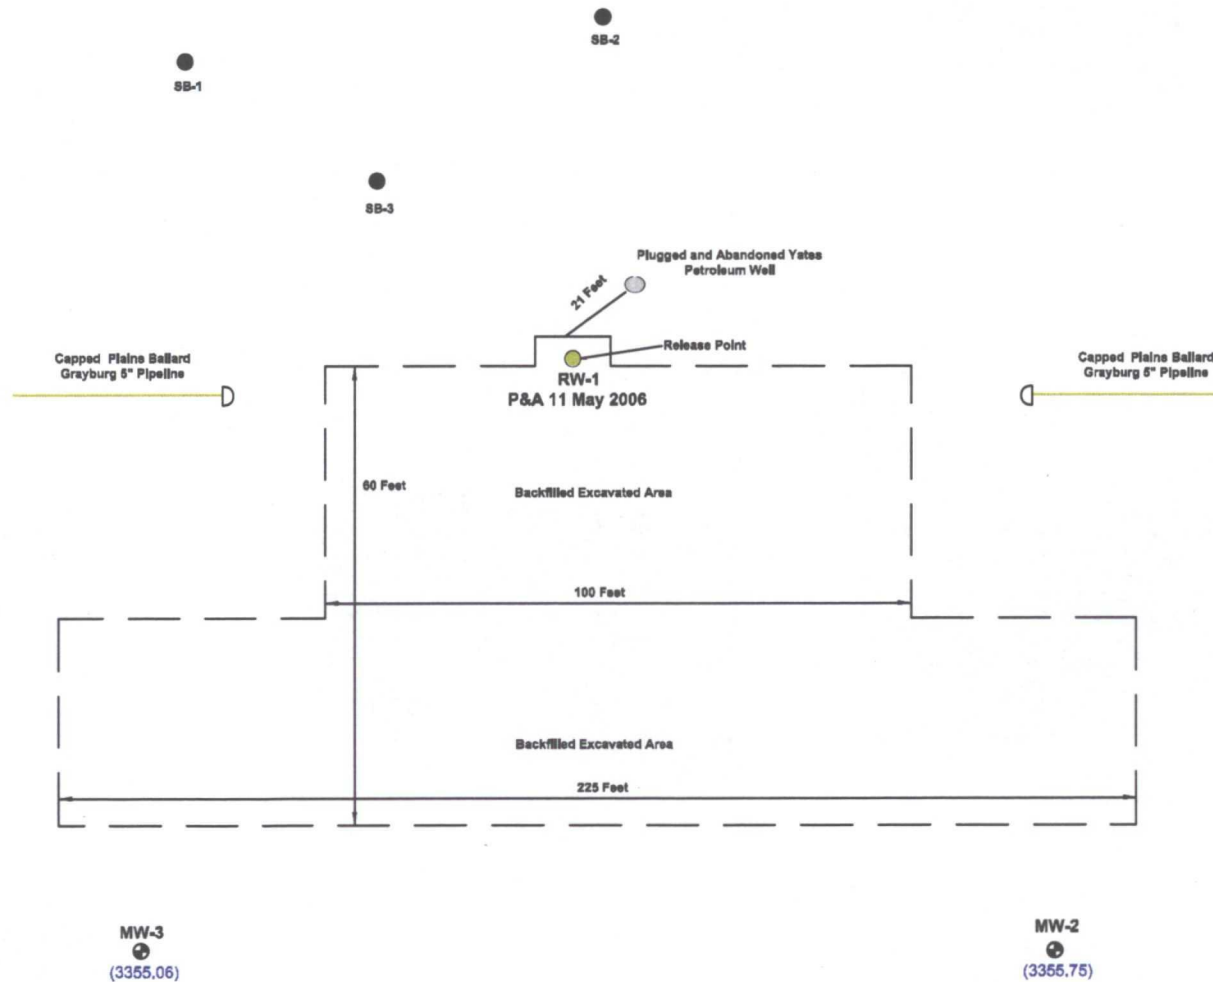 SB-2
SB-1
SB-3
Plugged and Abandoned Yates
Petroleum Well
21 Feet
Release Point
Capped Plains Ballard
Grayburg 5" Pipeline
Capped Plains Ballard
Grayburg 5" Pipeline
RW-1
P&A 11 May 2006
60 Feet
Backfilled Excavated Area
100 Feet
Backfilled Excavated Area
225 Feet
MW-3
(3355.06)
MW-2
(3355.75)